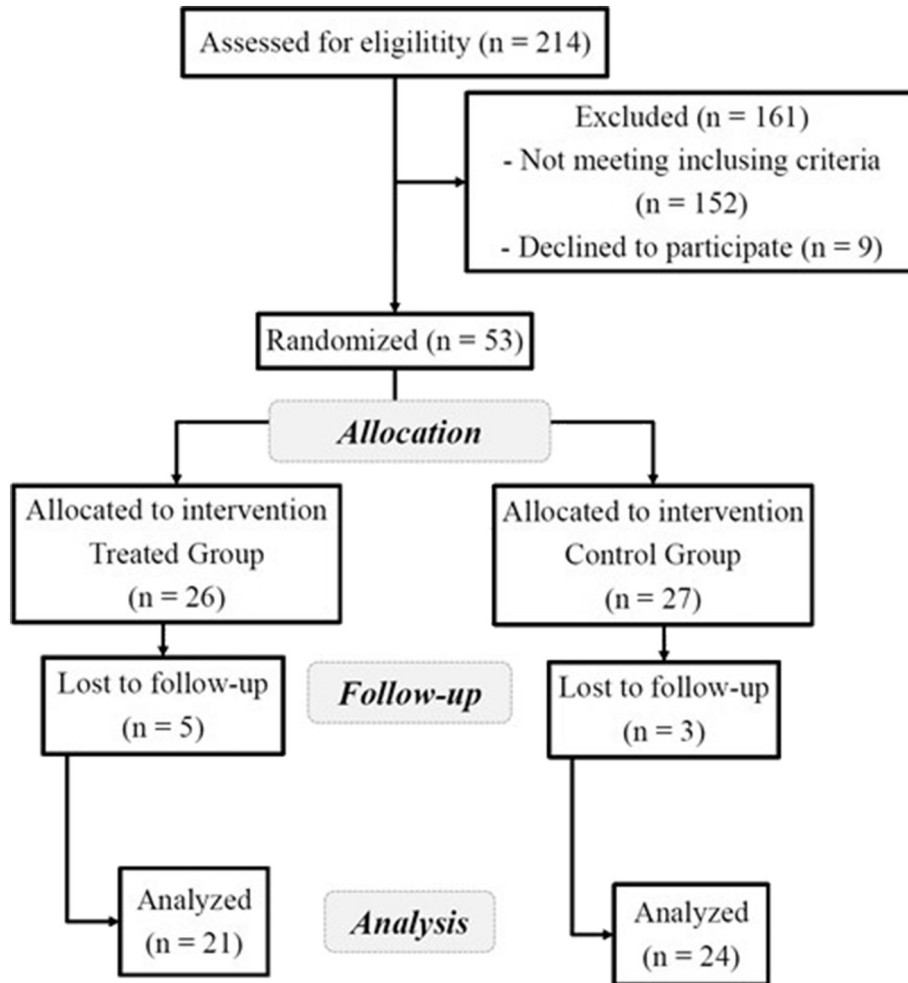 Assessed for eligilitity (n = 214)
Excluded (n = 161)
- Not meeting inclusing criteria
(n = 152)
- Declined to participate (n = 9)
Randomized (n = 53)
Allocation
Allocated to intervention
Treated Group
(n = 26)
Allocated to intervention
Control Group
(n = 27)
Lost to follow-up
(n = 5)
Follow-up
Lost to follow-up
(n = 3)
Analyzed
(n = 21)
Analysis
Analyzed
(n = 24)